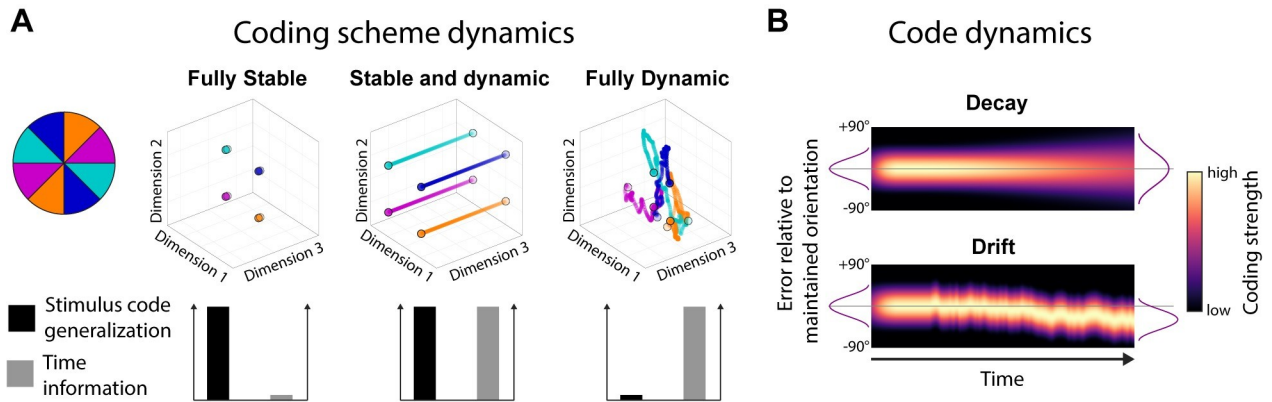 A
Coding scheme dynamics
Fully Stable
Stable and dynamic
Fully Dynamic
Dimension 2
Dimension 1
Dimension 3
Dimension 2
Dimension 1
Dimension 3
Dimension 2
Dimension 1
Dimension 3
Stimulus code
generalization
Time
information
B
Code dynamics
Error relative to
maintained orientation
Decay
+90°
-90°
Drift
+90°
-90°
Time
high
low
Coding strength